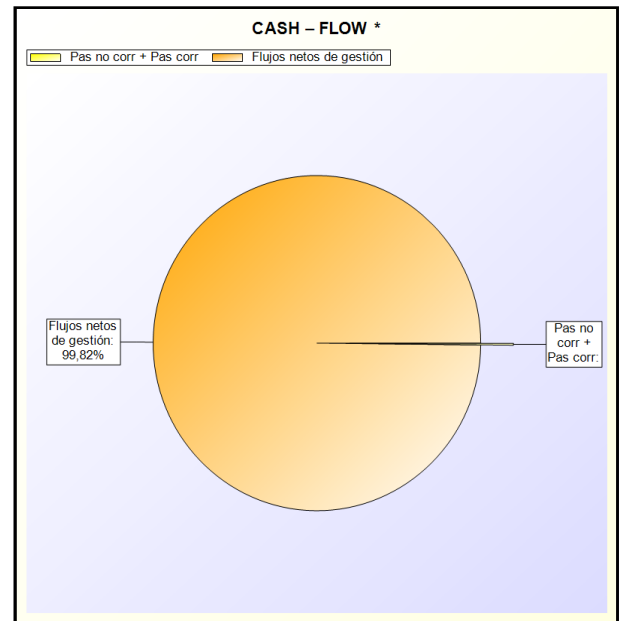 CASH – FLOW *
Pas no corr + Pas corr
Flujos netos de gestión
Flujos netos
de gestión:
99,82%
Pas no
corr +
Pas corr: